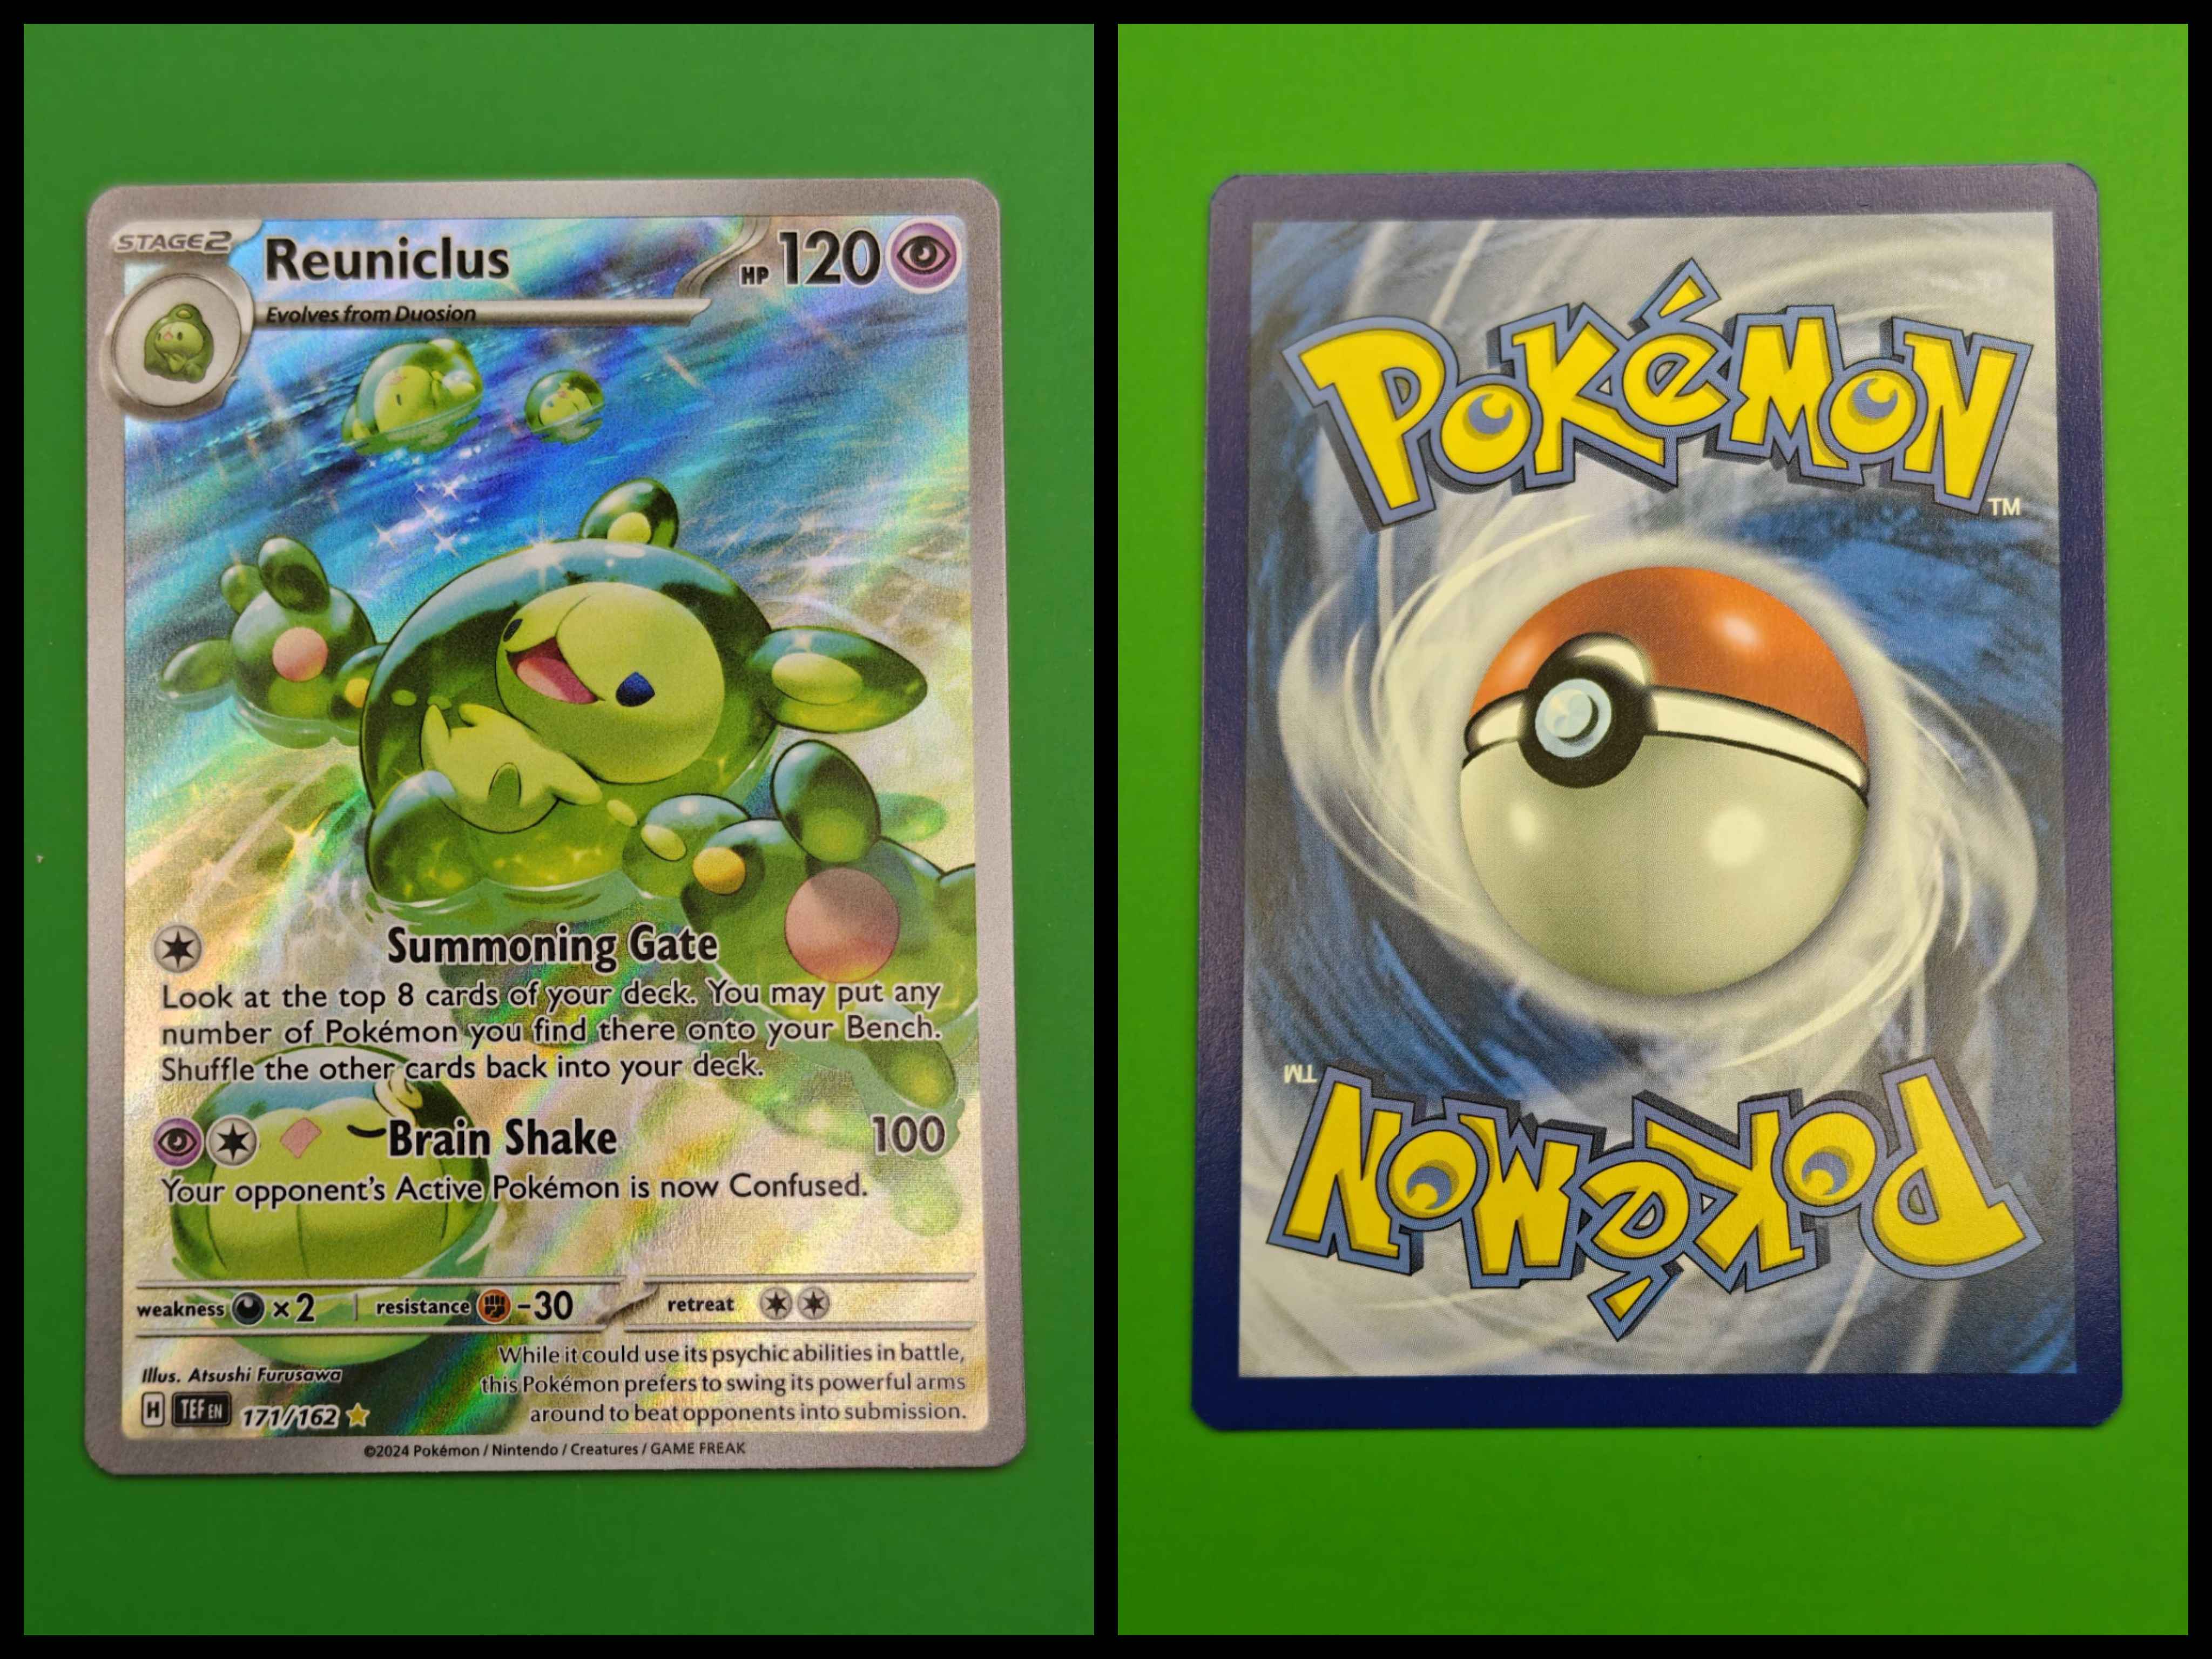 STAGE2
Reuniclus
HP 120
Evolves from Duosion
Summoning Gate
Look at the top 8 cards of your deck. You may put any
number of Pokémon you find there onto your Bench.
Shuffle the other cards back into your deck.
Brain Shake 100
Your opponent's Active Pokémon is now Confused.
weakness ×2 resistance -30 retreat
While it could use its psychic abilities in battle,
this Pokémon prefers to swing its powerful arms
around to beat opponents into submission.
Illus. Atsushi Furusawa
H TEF EN 171/162
©2024 Pokémon / Nintendo / Creatures / GAME FREAK
POKéMON
TM
TM
POKéMON